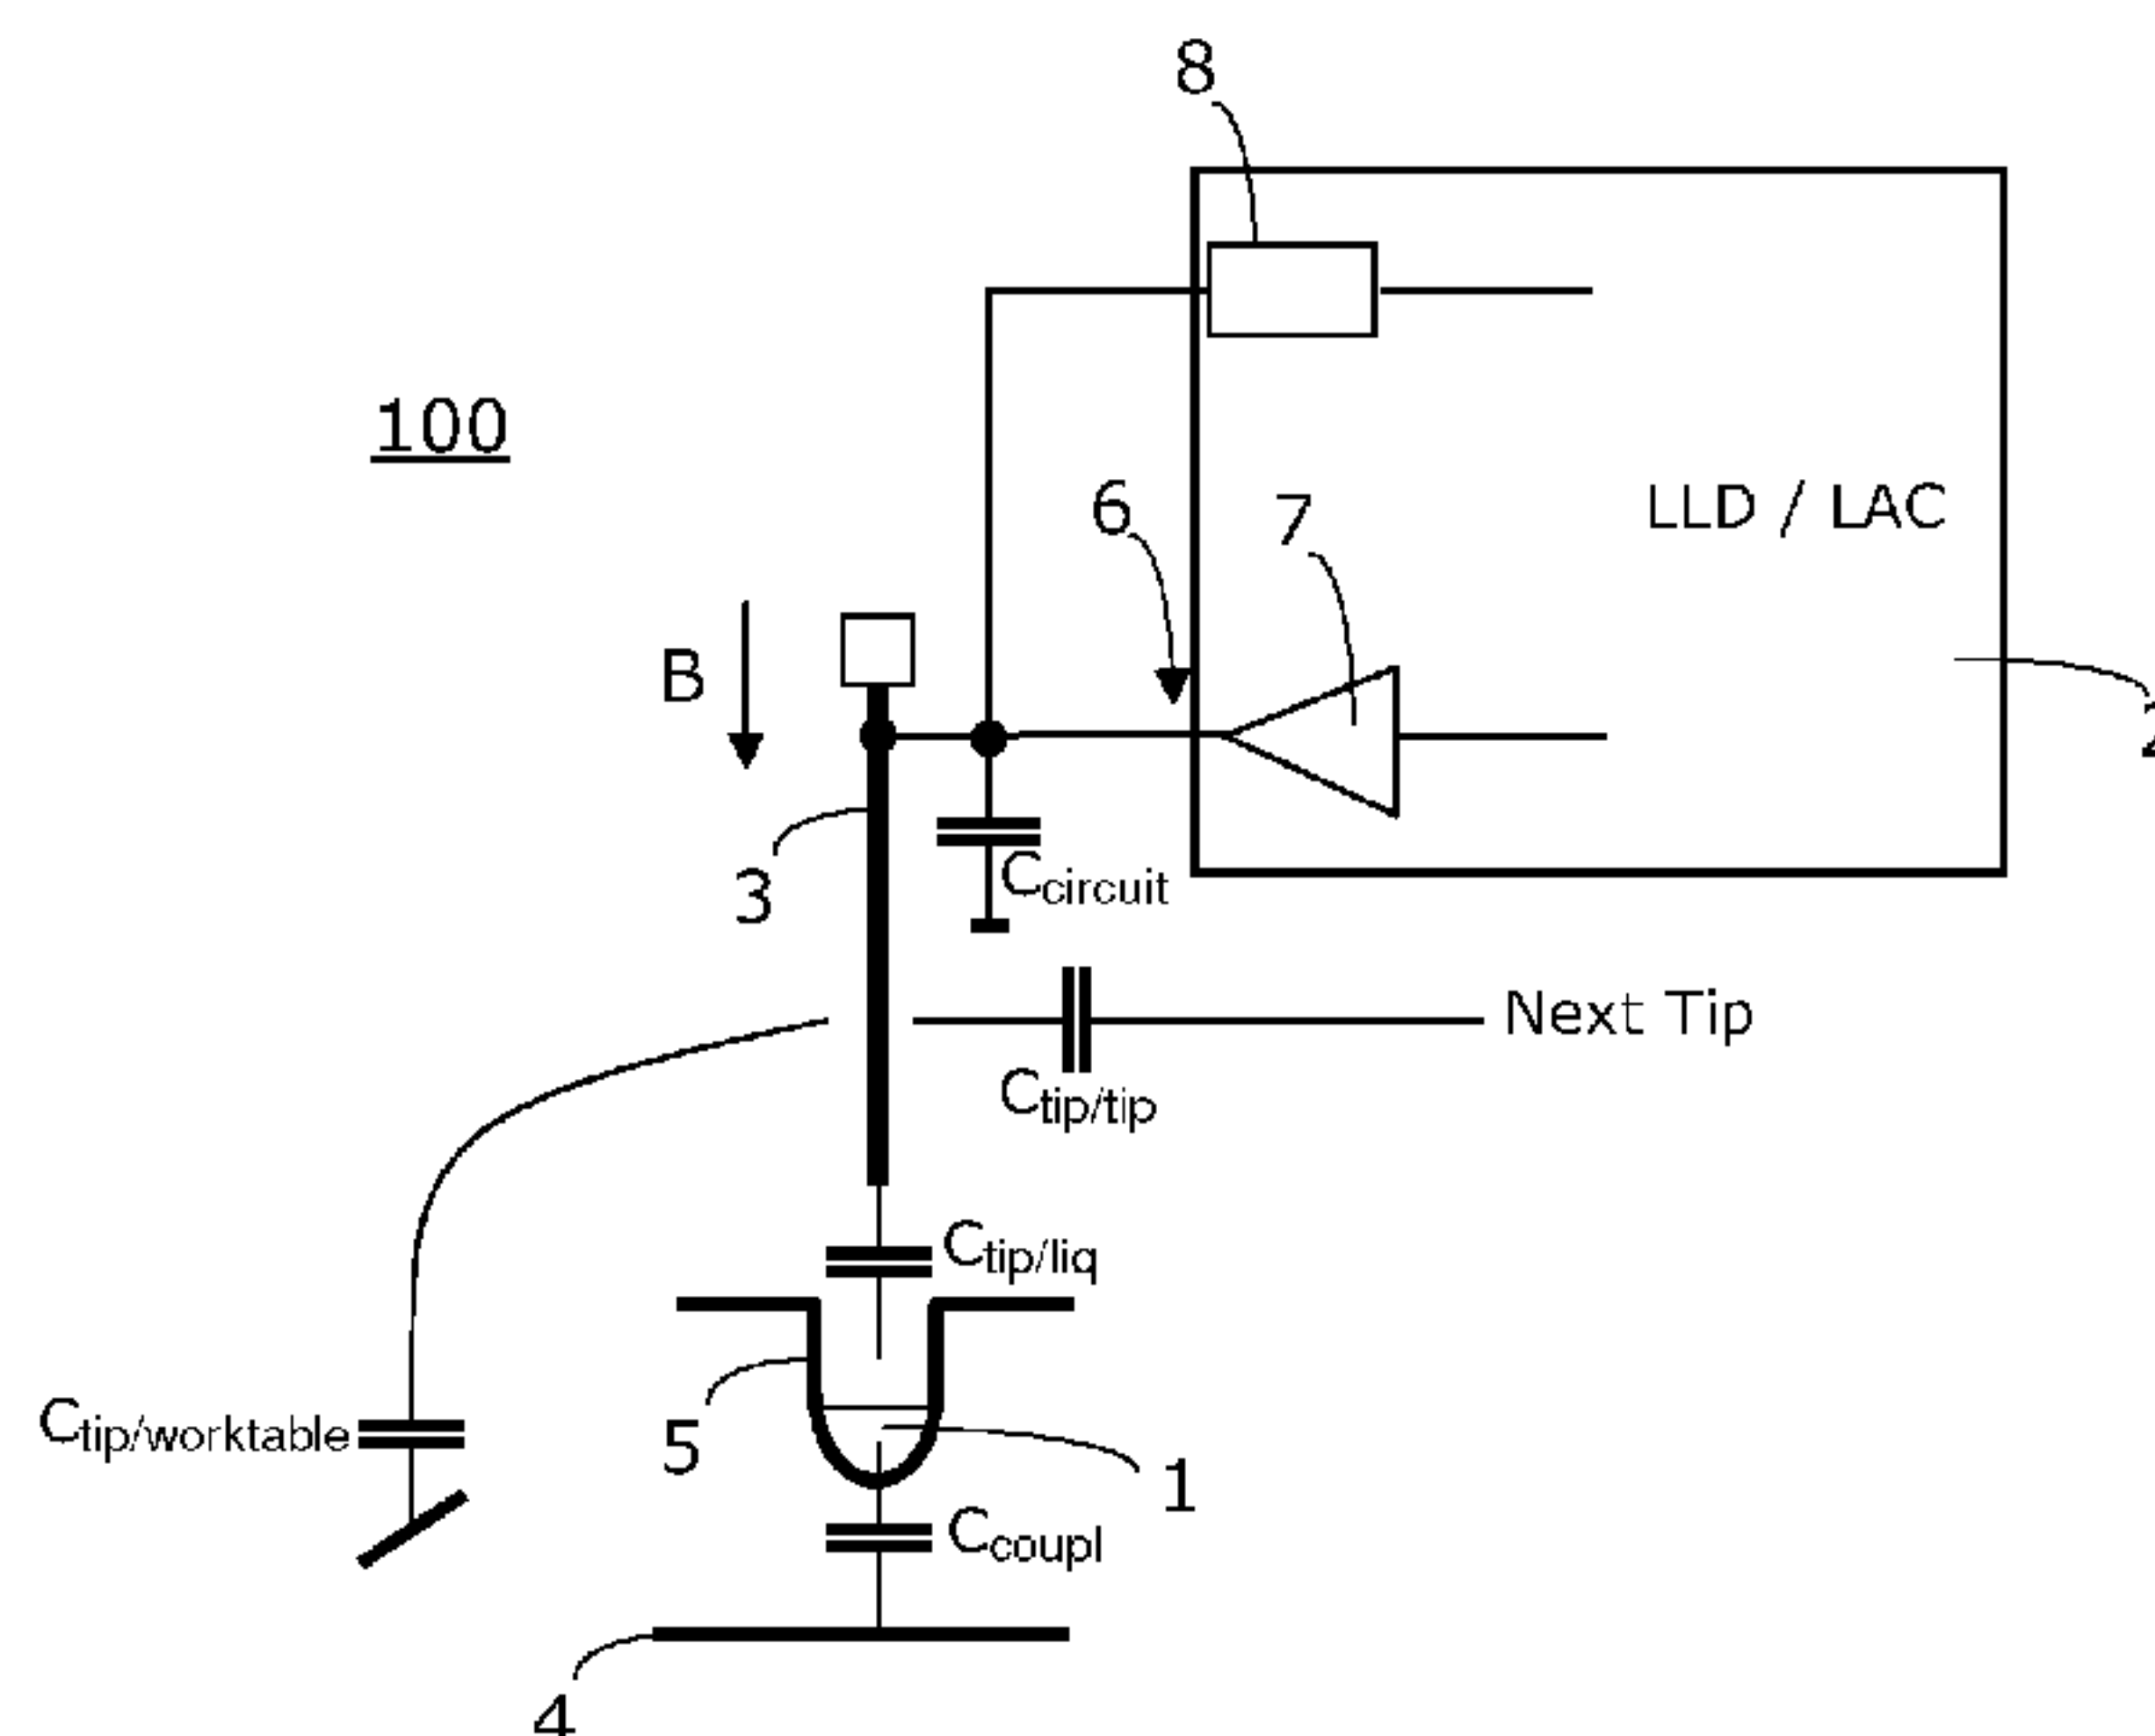 8
100
6
7
LLD / LAC
B
2
3
Ccircuit
Next Tip
Ctip/tip
Ctip/liq
Ctip/worktable
5
1
Ccoupl
4